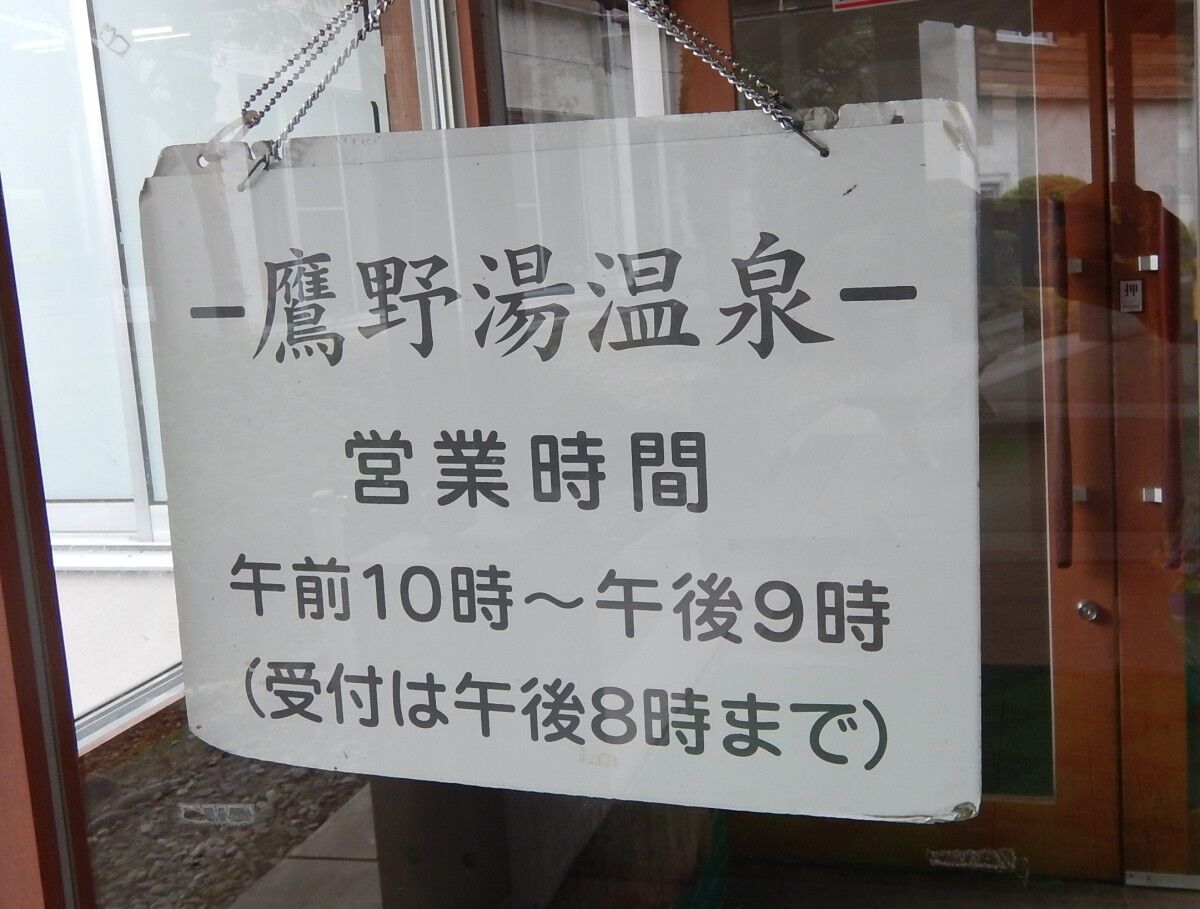 -鷹野湯温泉-
営業時間
午前10時～午後9時
(受付は午後8時まで)
押